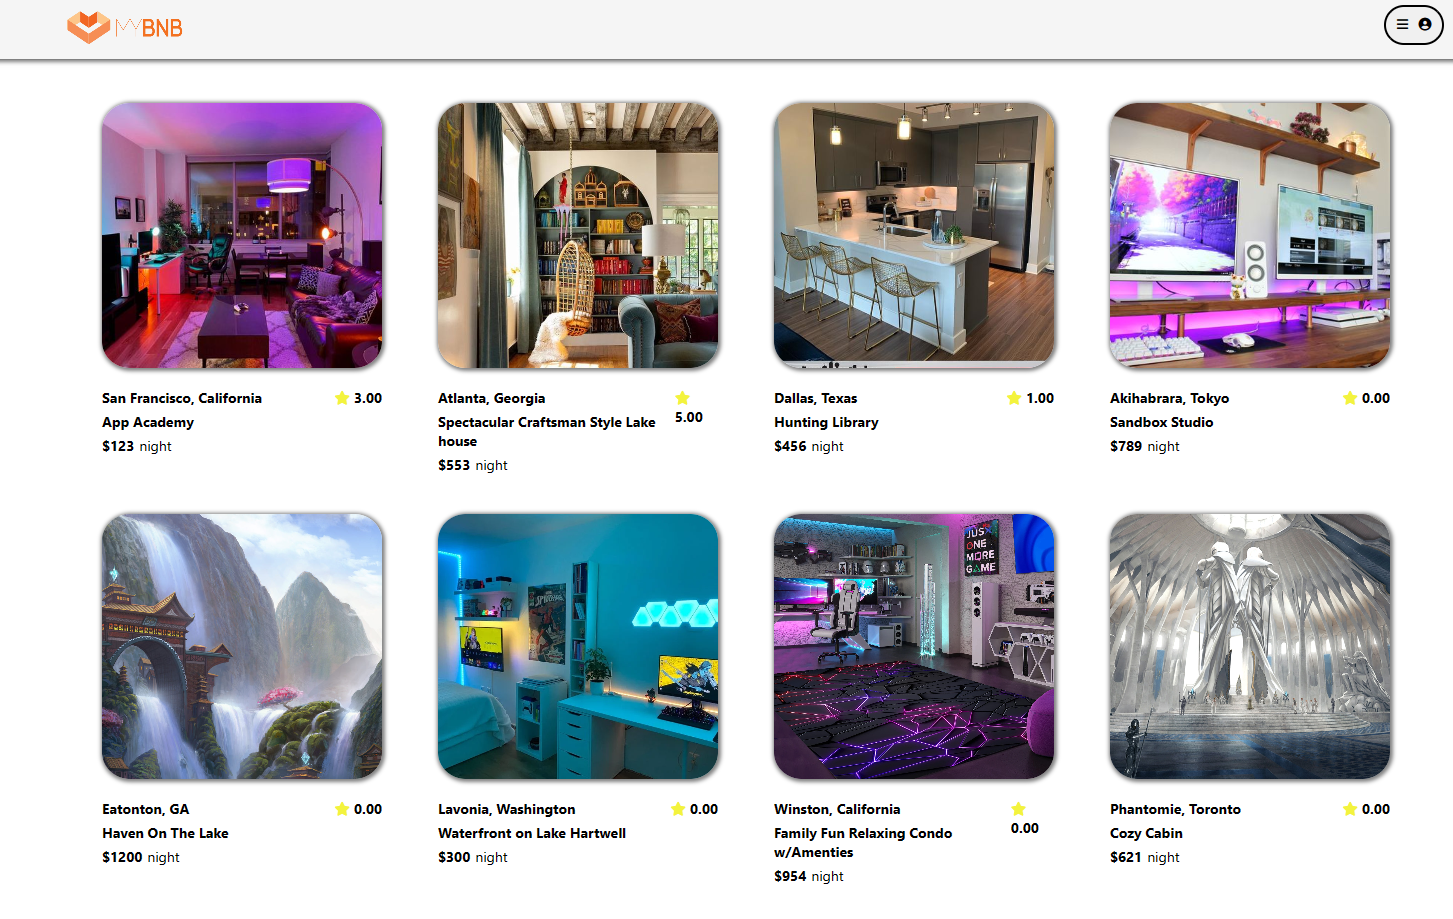 MYBNB
San Francisco, California 3.00
App Academy
$123 night
Atlanta, Georgia
5.00
Spectacular Craftsman Style Lake
house
$553 night
Dallas, Texas 1.00
Hunting Library
$456 night
Akihabrara, Tokyo 0.00
Sandbox Studio
$789 night
JUS
ONE
MORE
GAME
Eatonton, GA 0.00
Haven On The Lake
$1200 night
Lavonia, Washington 0.00
Waterfront on Lake Hartwell
$300 night
Winston, California
0.00
Family Fun Relaxing Condo
w/Amenties
$954 night
Phantomie, Toronto 0.00
Cozy Cabin
$621 night